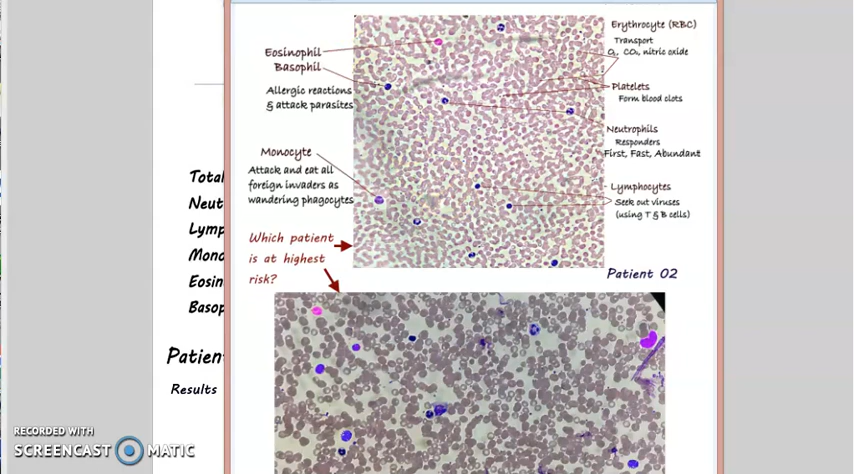 Erythrocyte (RBC)
Transport
O₂, CO₂, nitric oxide
Eosinophil
Basophil
Allergic reactions
& attack parasites
Platelets
Form blood clots
Neutrophils
Responders
First, Fast, Abundant
Monocyte
Attack and eat all
foreign invaders as
wandering phagocytes
Lymphocytes
Seek out viruses
(using T & B cells)
Which patient
is at highest
risk?
Patient 02
Total
Neut
Lymp
Mono
Eosin
Basop
Patien
Results
RECORDED WITH
SCREENCAST MATIC